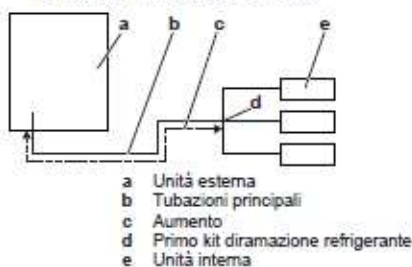 a b c e
d
a Unità esterna
b Tubazioni principali
c Aumento
d Primo kit diramazione refrigerante
e Unità interna